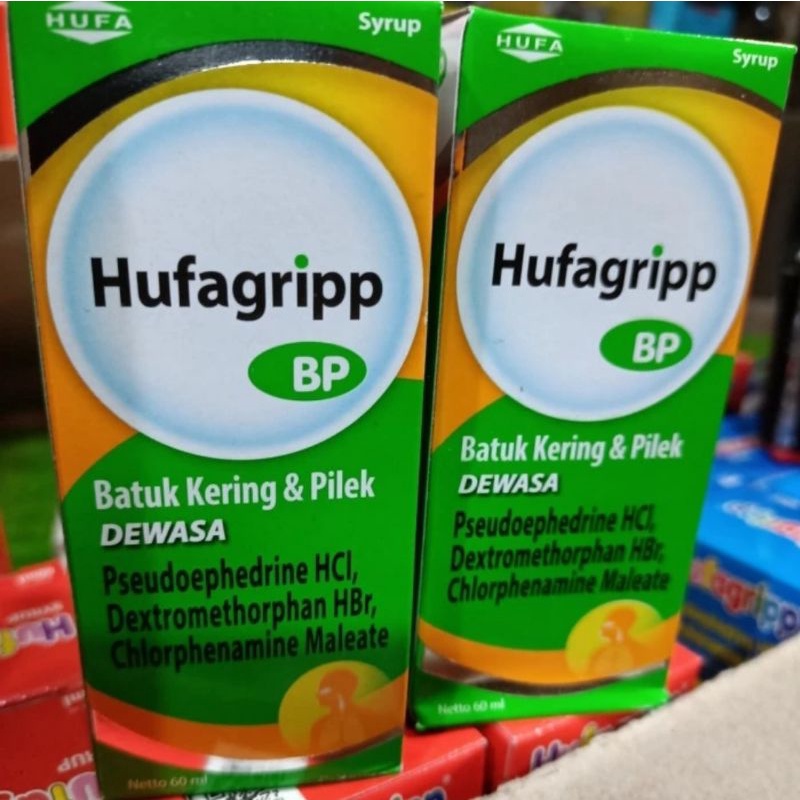 HUFA
Syrup
Hufagripp
BP
Batuk Kering & Pilek
DEWASA
Pseudoephedrine HCl,
Dextromethorphan HBr,
Chlorphenamine Maleate
Netto 60 ml
HUFA
Syrup
Hufagripp
BP
Batuk Kering & Pilek
DEWASA
Pseudoephedrine HCl,
Dextromethorphan HBr,
Chlorphenamine Maleate
Netto 60 ml